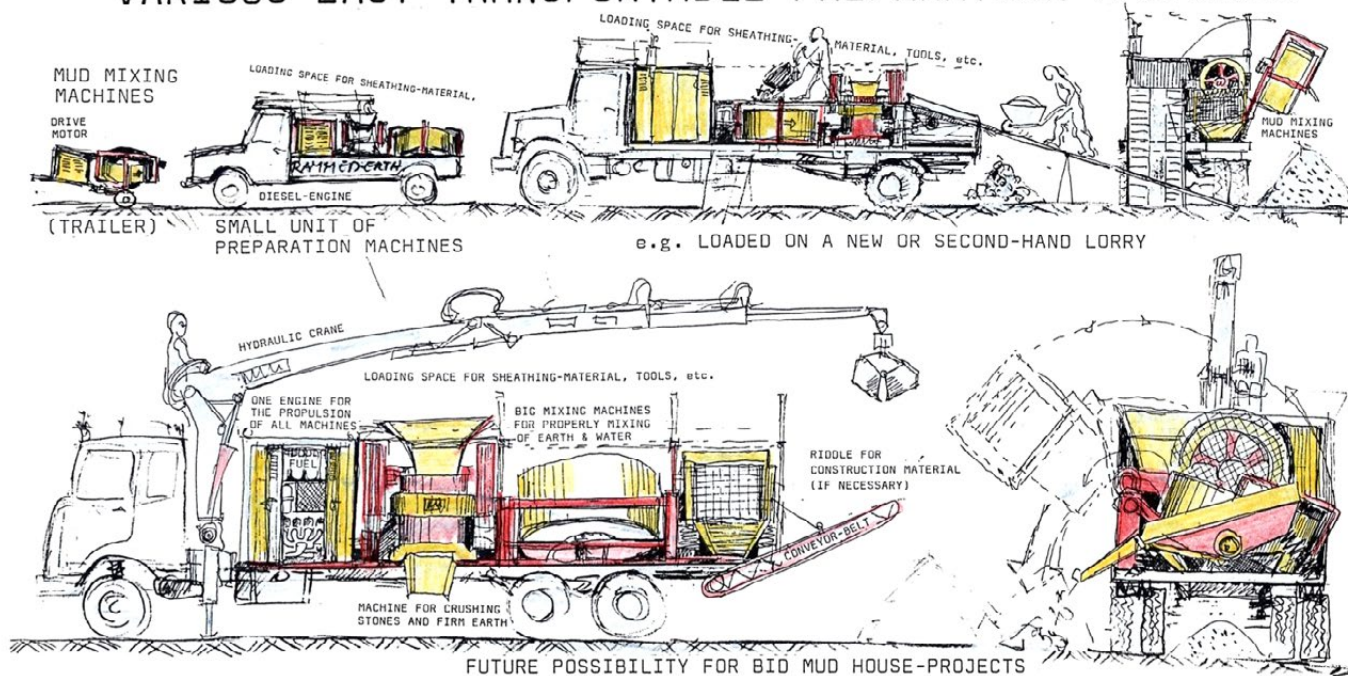 VARIOUS EASY TRANSPORTABLE
MUD MIXING
MACHINES
DRIVE
MOTOR
(TRAILER)
LOADING SPACE FOR SHEATHING-MATERIAL,
RAMMED-ERTH
DIESEL-ENGINE
SMALL UNIT OF
PREPARATION MACHINES
LOADING SPACE FOR SHEATHING-MATERIAL, TOOLS, etc.
MUD MIXING
MACHINES
e.g. LOADED ON A NEW OR SECOND-HAND LORRY
HYDRAULIC CRANE
LOADING SPACE FOR SHEATHING-MATERIAL, TOOLS, etc.
ONE ENGINE FOR
THE PROPULSION
OF ALL MACHINES
FUEL
BIG MIXING MACHINES
FOR PROPERLY MIXING
OF EARTH & WATER
RIDDLE FOR
CONSTRUCTION MATERIAL
(IF NECESSARY)
CONVEYOR-BELT
MACHINE FOR CRUSHING
STONES AND FIRM EARTH
FUTURE POSSIBILITY FOR BID MUD HOUSE-PROJECTS